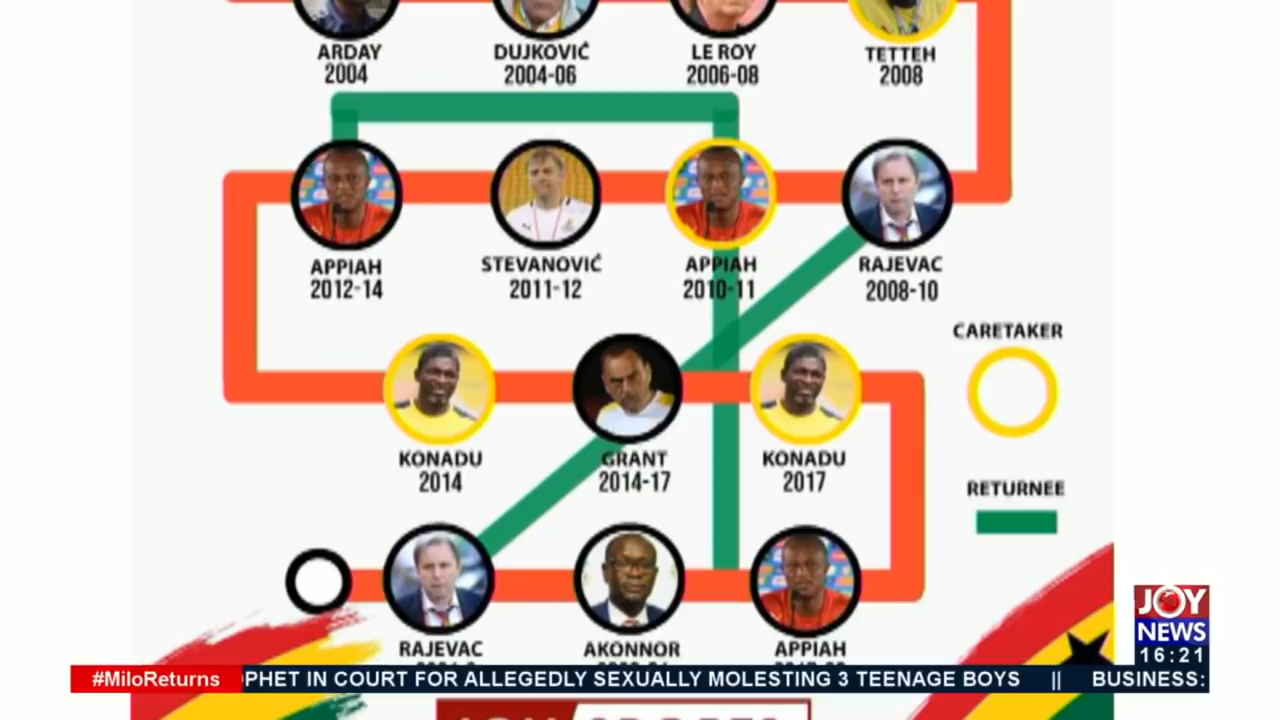 ARDAY
2004
DUJKOVIĆ
2004-06
LE ROY
2006-08
TETTEH
2008
APPIAH
2012-14
STEVANOVIĆ
2011-12
APPIAH
2010-11
RAJEVAC
2008-10
CARETAKER
KONADU
2014
GRANT
2014-17
KONADU
2017
RETURNEE
RAJEVAC
AKONNOR
APPIAH
JOY
NEWS
16:21
#MiloReturns
PHET IN COURT FOR ALLEGEDLY SEXUALLY MOLESTING 3 TEENAGE BOYS || BUSINESS: